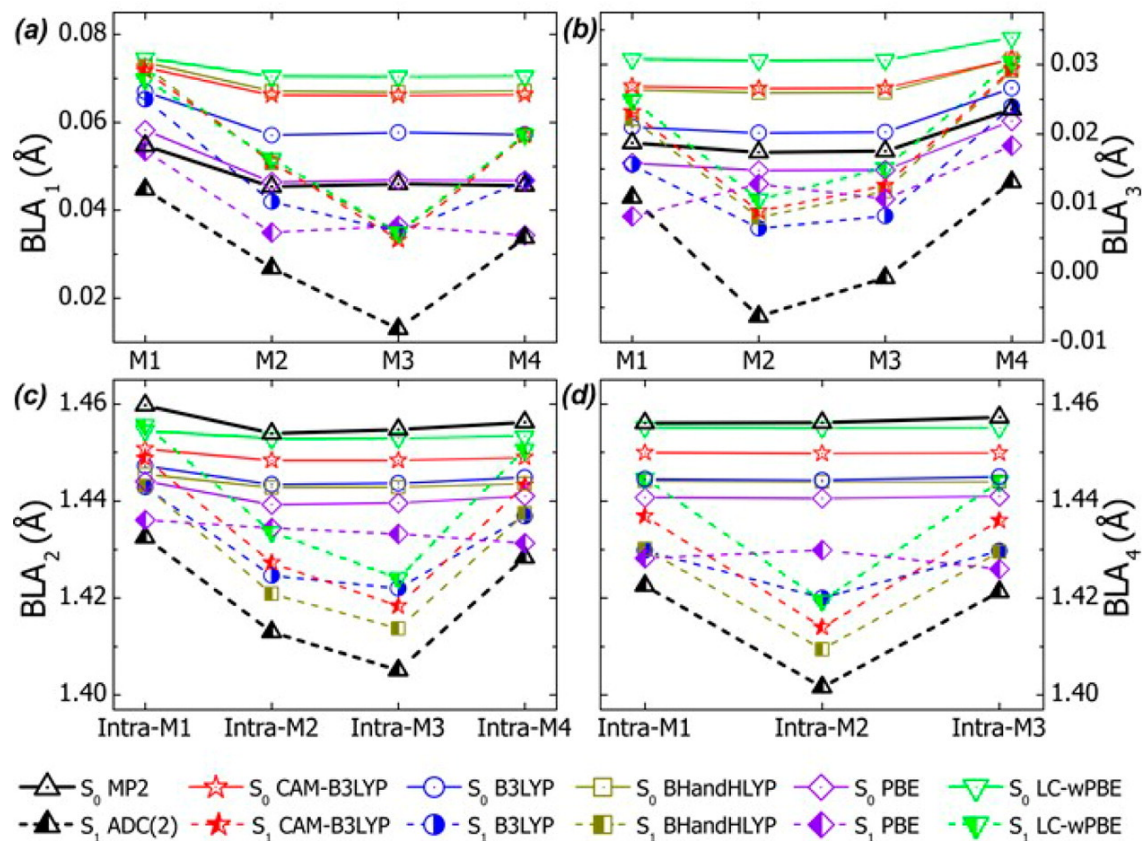 (a)
(b)
0.08
0.06
0.04
0.02
BLA₁ (Å)
0.03
0.02
0.01
0.00
-0.01
BLA₃ (Å)
M1 M2 M3 M4
M1 M2 M3 M4
(c)
(d)
1.46
1.44
1.42
1.40
BLA₂ (Å)
1.46
1.44
1.42
1.40
BLA₄ (Å)
Intra-M1 Intra-M2 Intra-M3 Intra-M4
Intra-M1 Intra-M2 Intra-M3
S₀ MP2 S₀ CAM-B3LYP S₀ B3LYP S₀ BHandHLYP S₀ PBE S₀ LC-wPBE
S₁ ADC(2) S₁ CAM-B3LYP S₁ B3LYP S₁ BHandHLYP S₁ PBE S₁ LC-wPBE